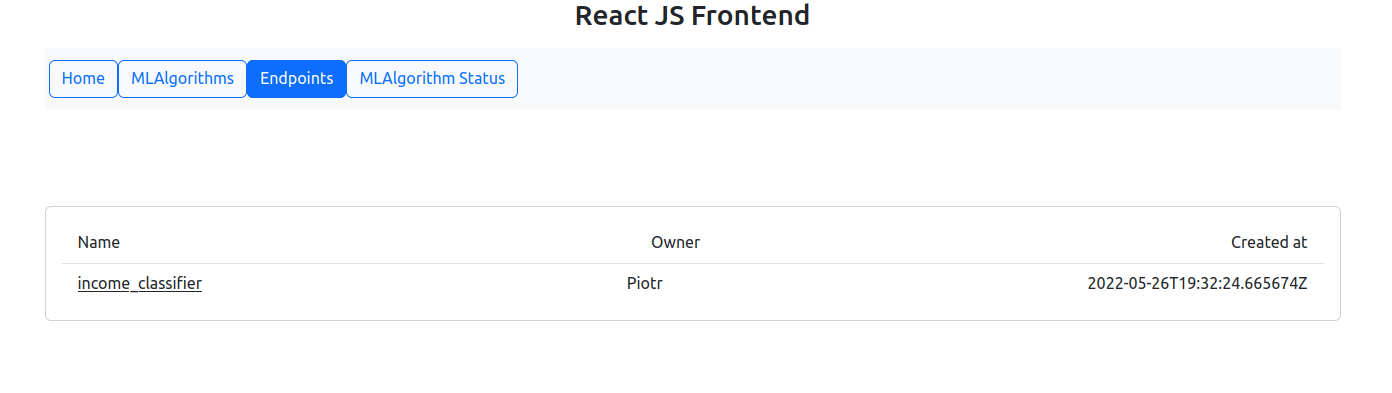 React JS Frontend
Home MLAlgorithms Endpoints MLAlgorithm Status
Name Owner Created at
income_classifier Piotr 2022-05-26T19:32:24.665674Z